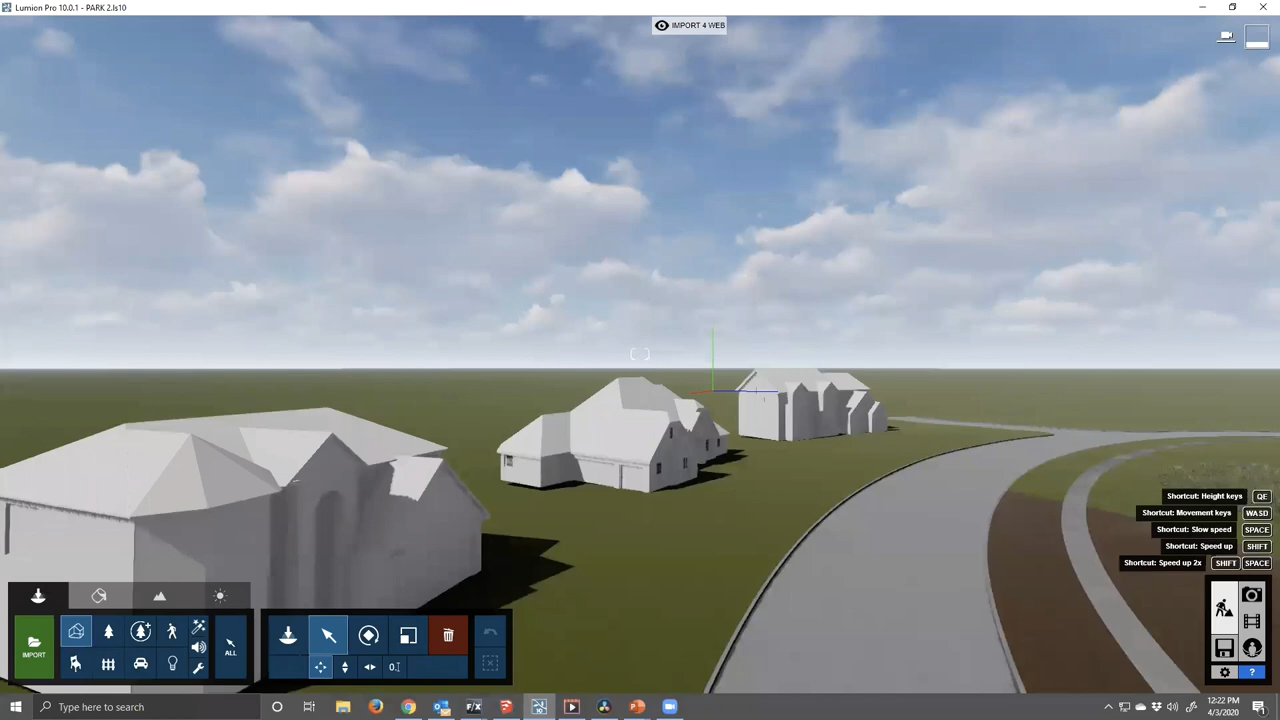 Lumion Pro 10.0.1 - PARK 2.ls10
IMPORT 4 WEB
Shortcut: Height keys QE
Shortcut: Movement keys WASD
Shortcut: Slow speed SPACE
Shortcut: Speed up SHIFT
Shortcut: Speed up 2x SHIFT SPACE
IMPORT
ALL
?
Type here to search
12:22 PM
4/3/2020